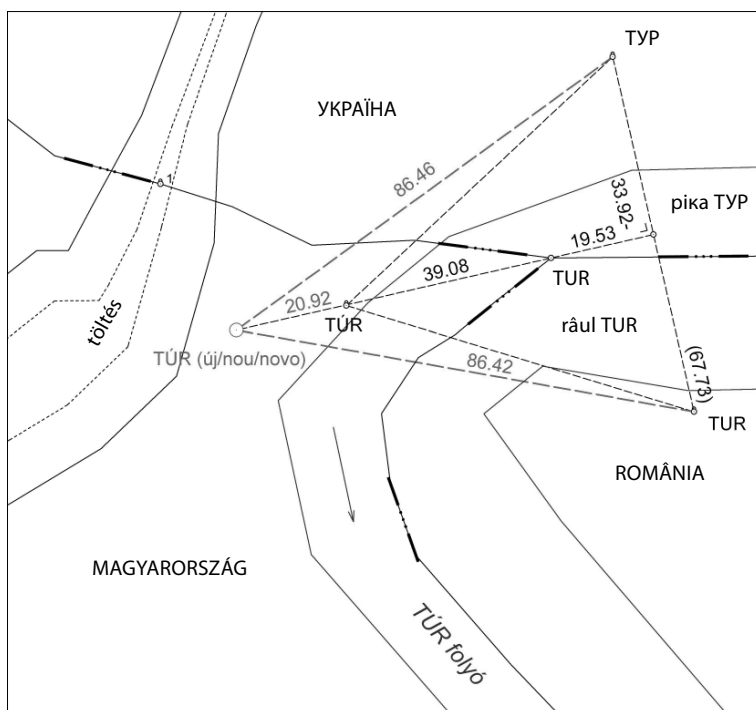 ТУР
УКРАЇНА
1
86.46
33.92-
ріка ТУР
19.53
39.08
TUR
20.92
TÚR
râul TUR
töltés
TÚR (új/nou/novo)
86.42
(67.73)
TUR
ROMÂNIA
MAGYARORSZÁG
TÚR folyó